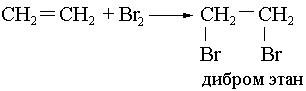 CH₂=CH₂ + Br₂ → CH₂-CH₂
Br Br
дибром этан